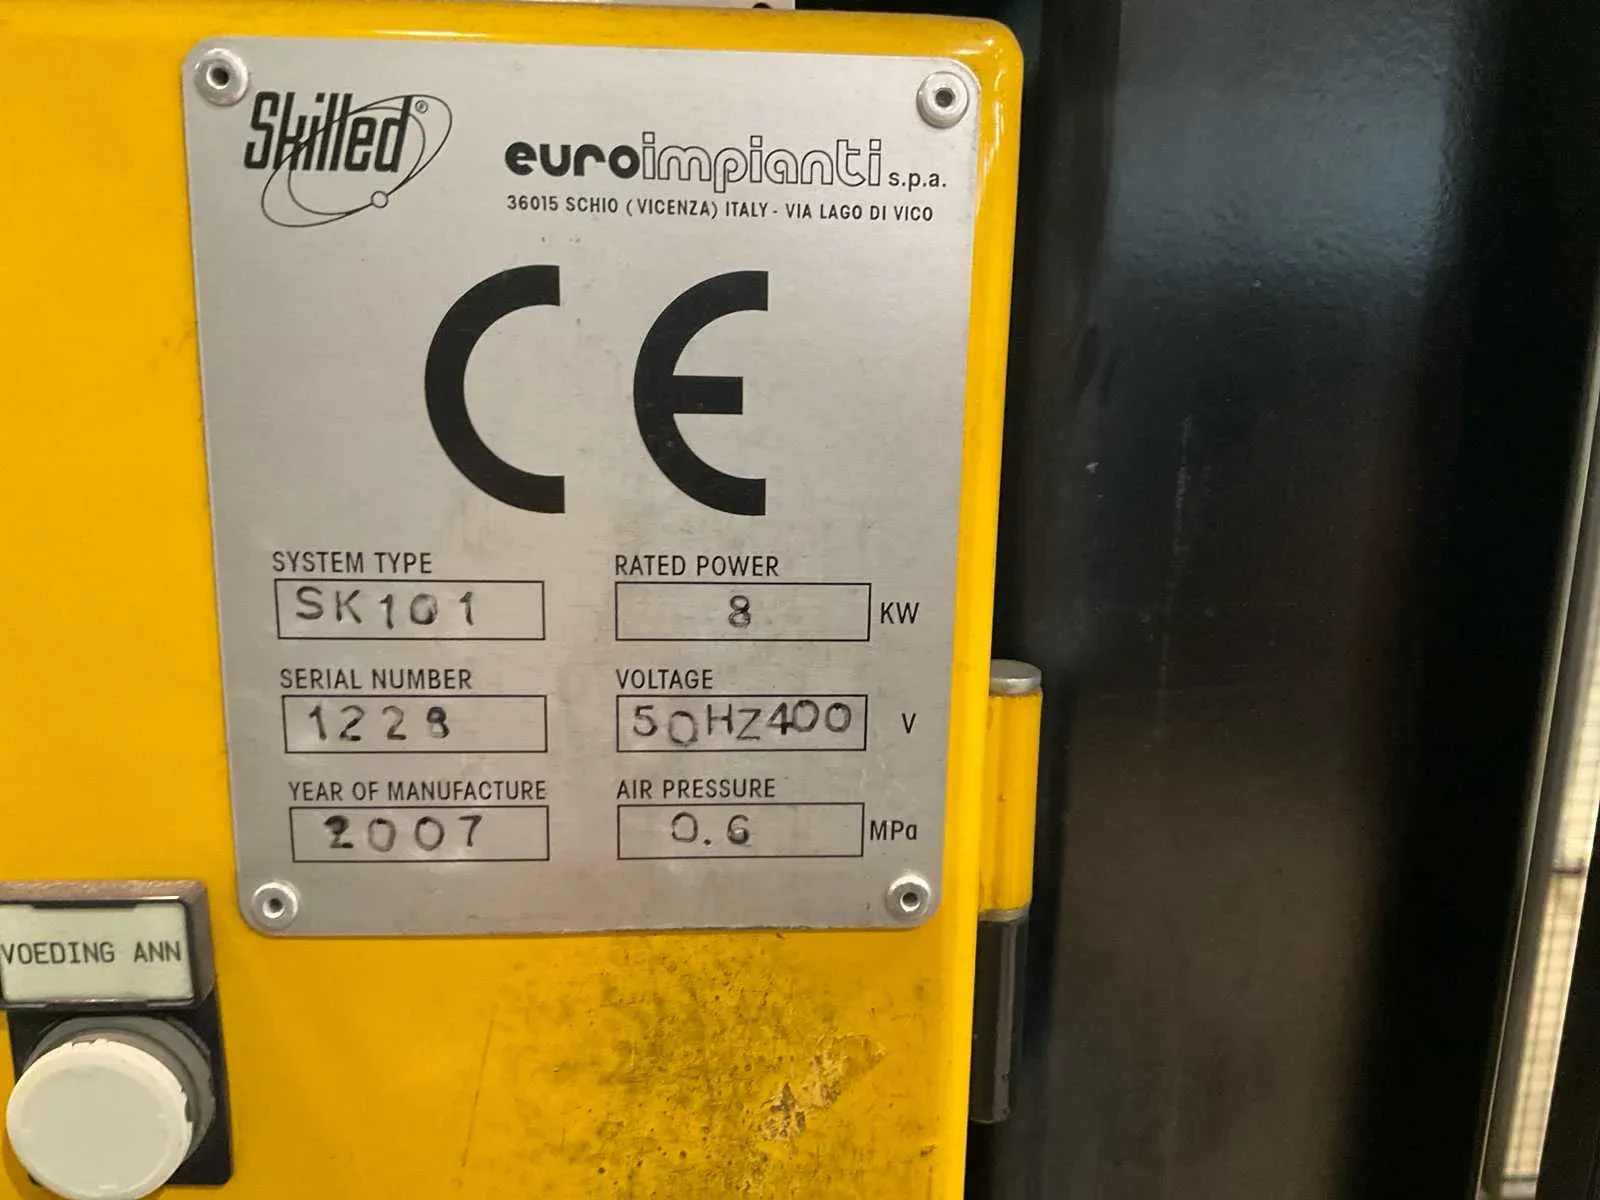 Skilled®
euroimpianti s.p.a.
36015 SCHIO (VICENZA) ITALY - VIA LAGO DI VICO
CE
SYSTEM TYPE
SK101
RATED POWER
8 KW
SERIAL NUMBER
1228
VOLTAGE
50HZ400 V
YEAR OF MANUFACTURE
2007
AIR PRESSURE
0.6 MPa
VOEDING ANN